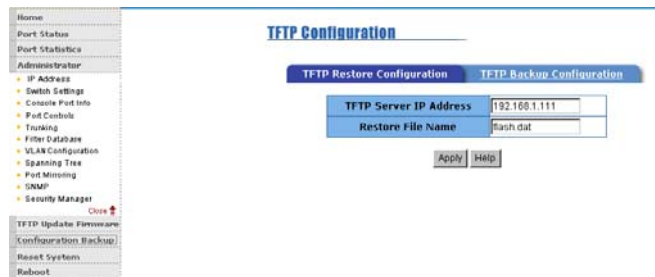 Home
Port Status
Port Statistics
Administrator
IP Address
Switch Settings
Console Port Info
Port Contols
Trunking
Filter Database
VLAN Configuration
Spanning Tree
Port Mirroring
SNMP
Security Manager
Close
TFTP Update Firmware
Configuration Backup
Reset System
Reboot
TFTP Configuration
TFTP Restore Configuration
TFTP Backup Configuration
TFTP Server IP Address 192.168.1.111
Restore File Name flash.dat
Apply Help